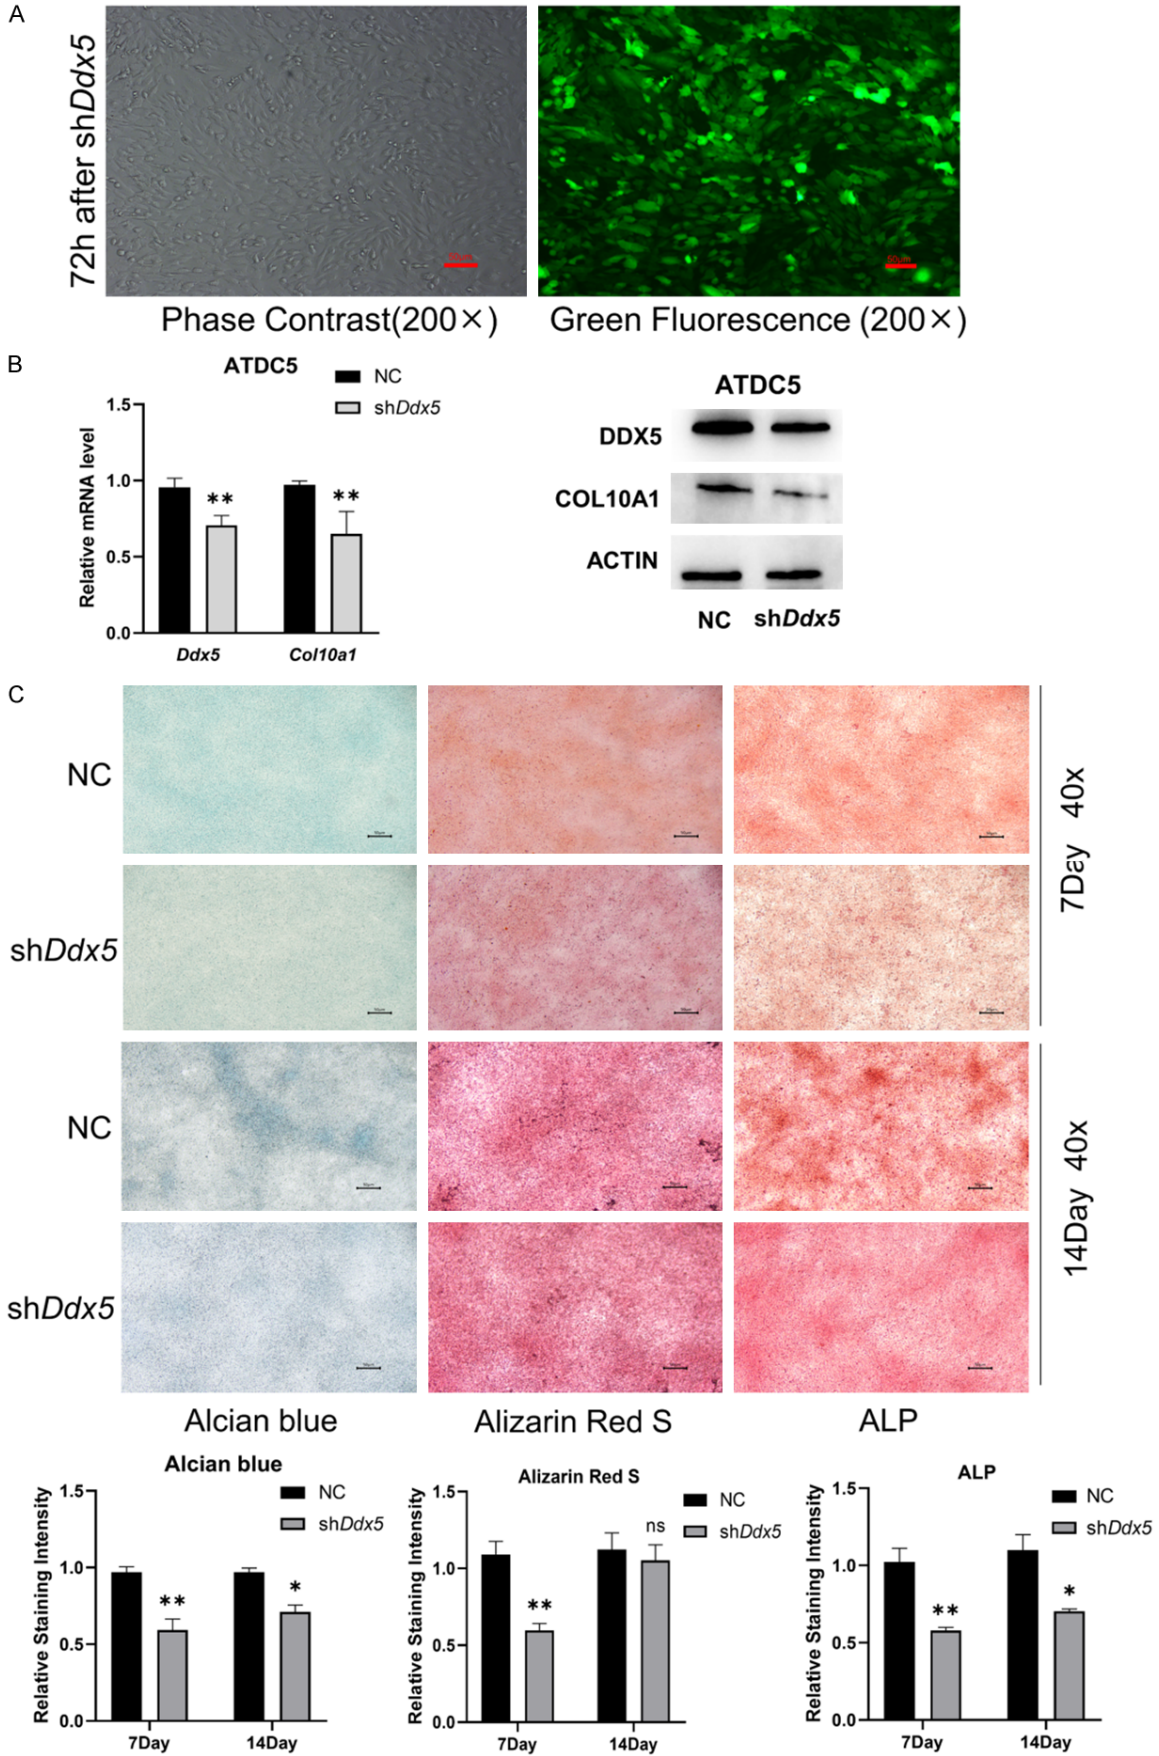 A
72h after shDdx5
50μm
Phase Contrast(200×)
Green Fluorescence (200×)
B
ATDC5
NC
shDdx5
Relative mRNA level
1.5
1.0
0.5
0.0
**
**
Ddx5
Col10a1
ATDC5
DDX5
COL10A1
ACTIN
NC
shDdx5
C
NC
shDdx5
7Day 40x
NC
shDdx5
14Day 40x
Alcian blue
Alizarin Red S
ALP
Alcian blue
NC
shDdx5
Relative Staining Intensity
1.5
1.0
0.5
0.0
**
*
7Day
14Day
Alizarin Red S
NC
shDdx5
Relative Staining Intensity
1.5
1.0
0.5
0.0
**
ns
7Day
14Day
ALP
NC
shDdx5
Relative Staining Intensity
1.5
1.0
0.5
0.0
**
*
7Day
14Day